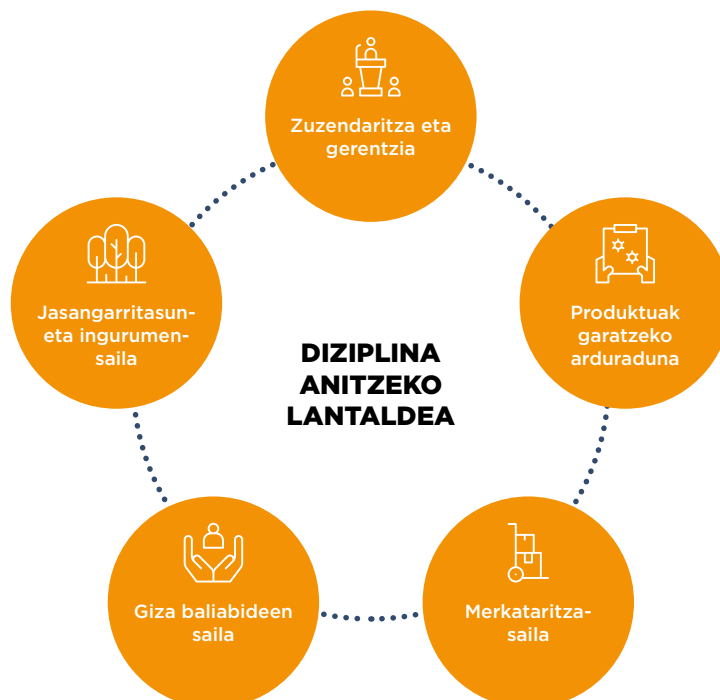 Zuzendaritza eta
gerentzia
Jasangarritasun-
eta ingurumen-
saila
Produktuak
garatzeko
arduraduna
DIZIPLINA
ANITZEKO
LANTALDEA
Giza baliabideen
saila
Merkataritza-
saila